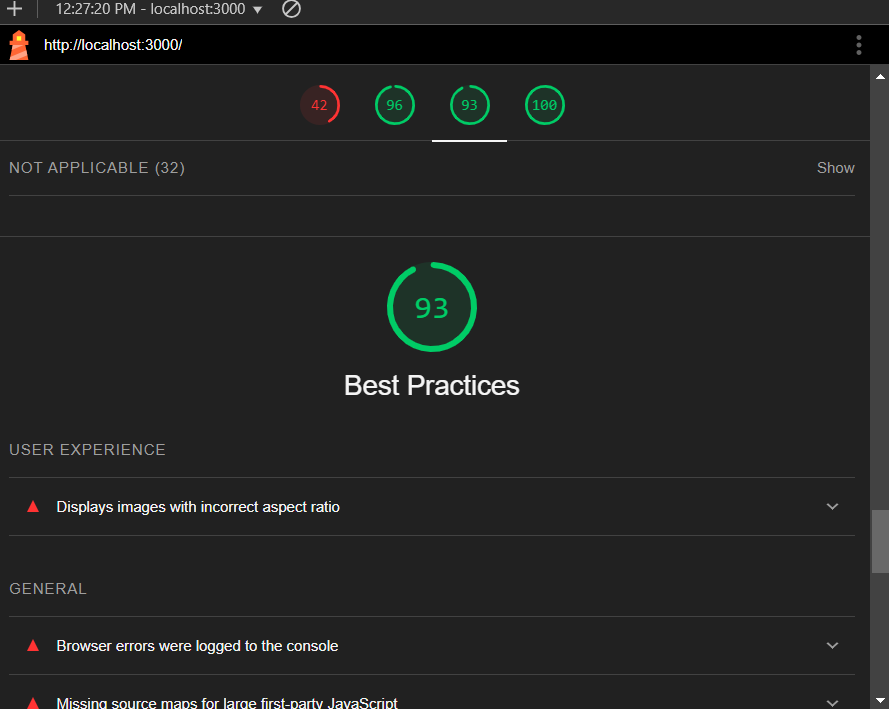 12:27:20 PM - localhost:3000
http://localhost:3000/
42 96 93 100
NOT APPLICABLE (32) Show
93
Best Practices
USER EXPERIENCE
Displays images with incorrect aspect ratio
GENERAL
Browser errors were logged to the console
Missing source maps for large first-party JavaScript